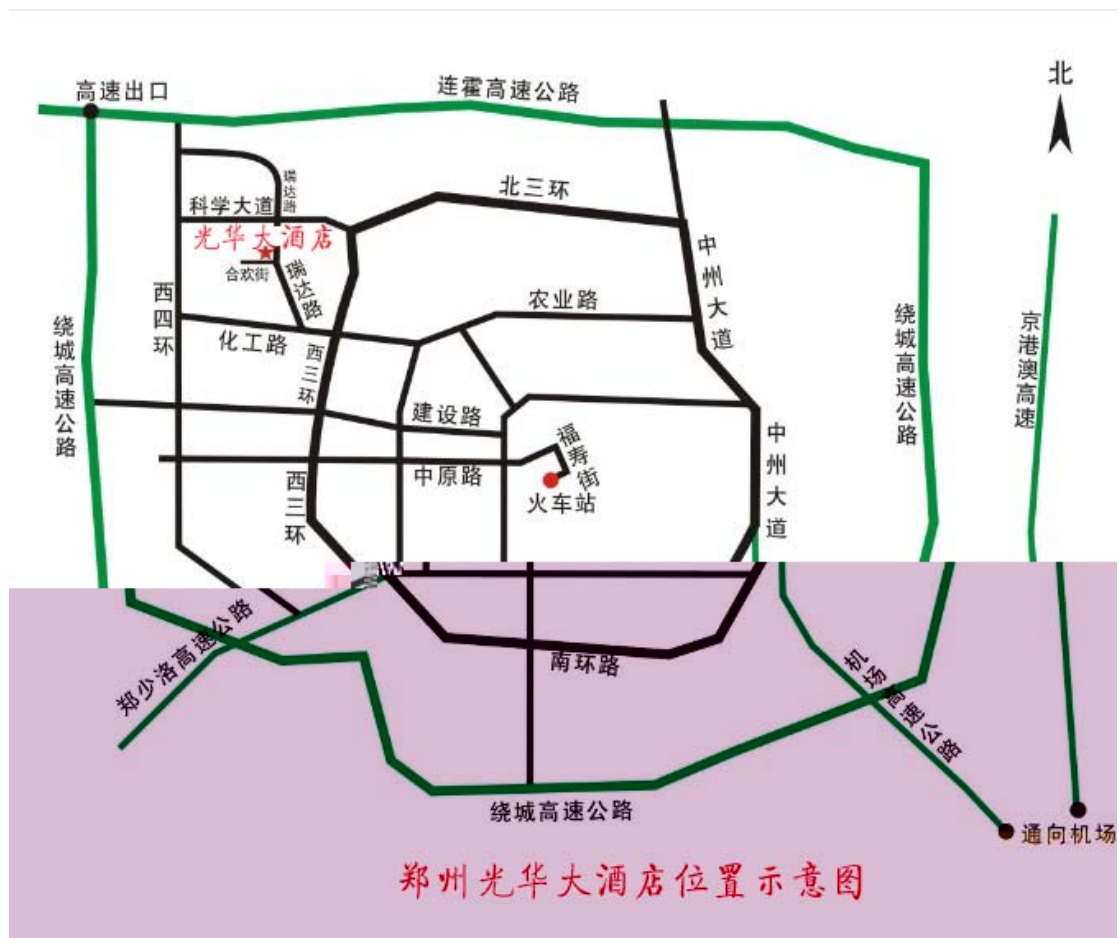 北
连霍高速公路
高速出口
瑞达路
北三环
科学大道
光华大酒店
合欢街
瑞达路
中州大道
西四环
农业路
绕城高速公路
化工路
西三环
绕城高速公路
京港澳高速
建设路
福寿街
中州大道
中原路
西三环
火车站
郑少洛高速公路
南环路
机场高速公路
绕城高速公路
通向机场
郑州光华大酒店位置示意图